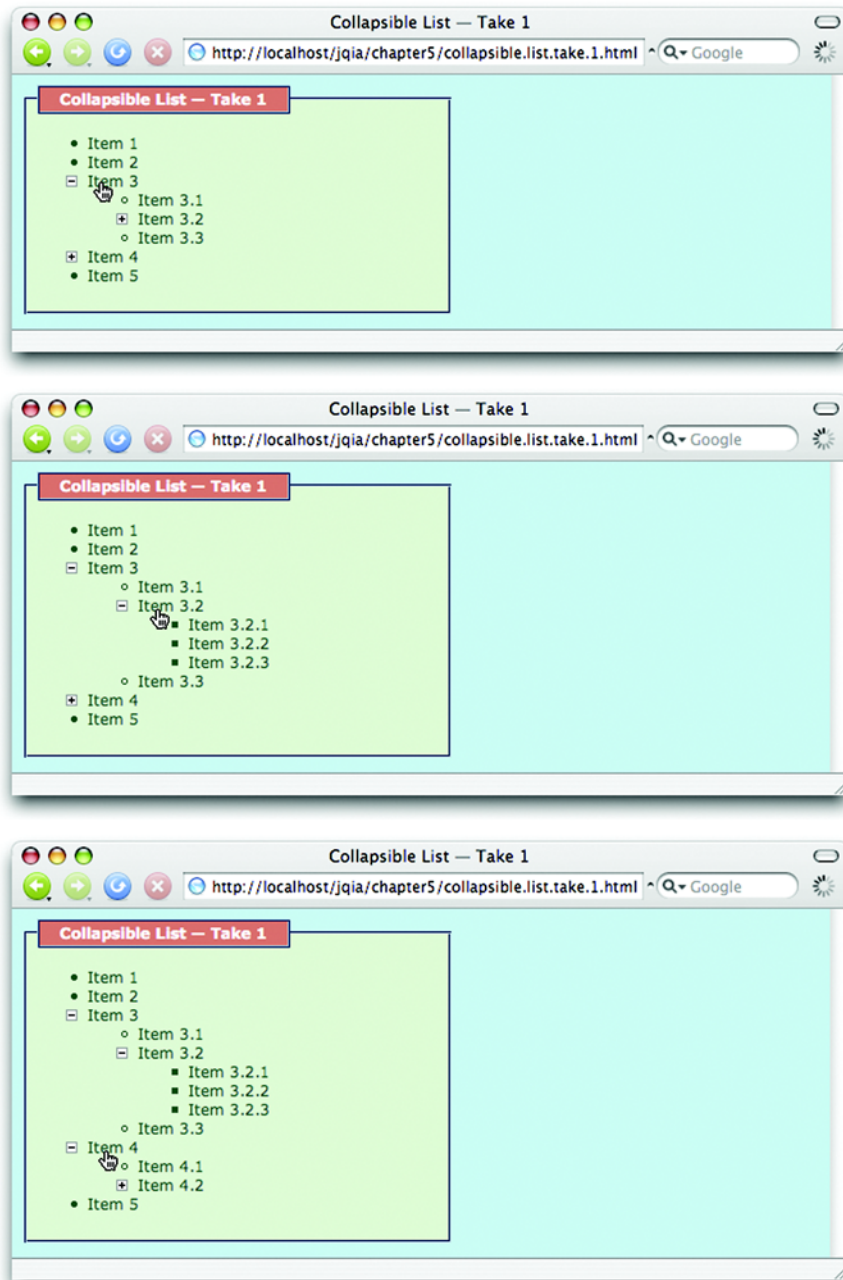 Collapsible List — Take 1
http://localhost/jqia/chapter5/collapsible.list.take.1.html
Google
Collapsible List — Take 1
Item 1
Item 2
Item 3
Item 3.1
Item 3.2
Item 3.3
Item 4
Item 5
Collapsible List — Take 1
http://localhost/jqia/chapter5/collapsible.list.take.1.html
Google
Collapsible List — Take 1
Item 1
Item 2
Item 3
Item 3.1
Item 3.2
Item 3.2.1
Item 3.2.2
Item 3.2.3
Item 3.3
Item 4
Item 5
Collapsible List — Take 1
http://localhost/jqia/chapter5/collapsible.list.take.1.html
Google
Collapsible List — Take 1
Item 1
Item 2
Item 3
Item 3.1
Item 3.2
Item 3.2.1
Item 3.2.2
Item 3.2.3
Item 3.3
Item 4
Item 4.1
Item 4.2
Item 5